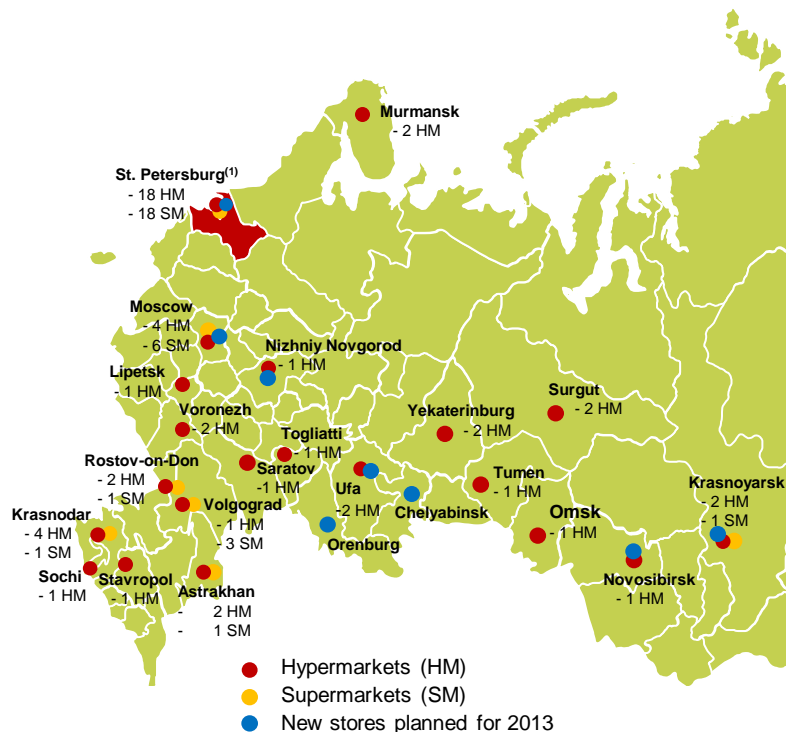 Murmansk
- 2 HM
St. Petersburg(1)
- 18 HM
- 18 SM
Moscow
- 4 HM
- 6 SM
Nizhniy Novgorod
- 1 HM
Lipetsk
- 1 HM
Voronezh
- 2 HM
Surgut
- 2 HM
Yekaterinburg
- 2 HM
Togliatti
- 1 HM
Saratov
-1 HM
Rostov-on-Don
- 2 HM
- 1 SM
Volgograd
- 1 HM
- 3 SM
Ufa
-2 HM
Chelyabinsk
Orenburg
Tumen
- 1 HM
Omsk
- 1 HM
Krasnoyarsk
- 2 HM
- 1 SM
Novosibirsk
- 1 HM
Krasnodar
- 4 HM
- 1 SM
Sochi
- 1 HM
Stavropol
- 1 HM
Astrakhan
- 2 HM
- 1 SM
Hypermarkets (HM)
Supermarkets (SM)
New stores planned for 2013